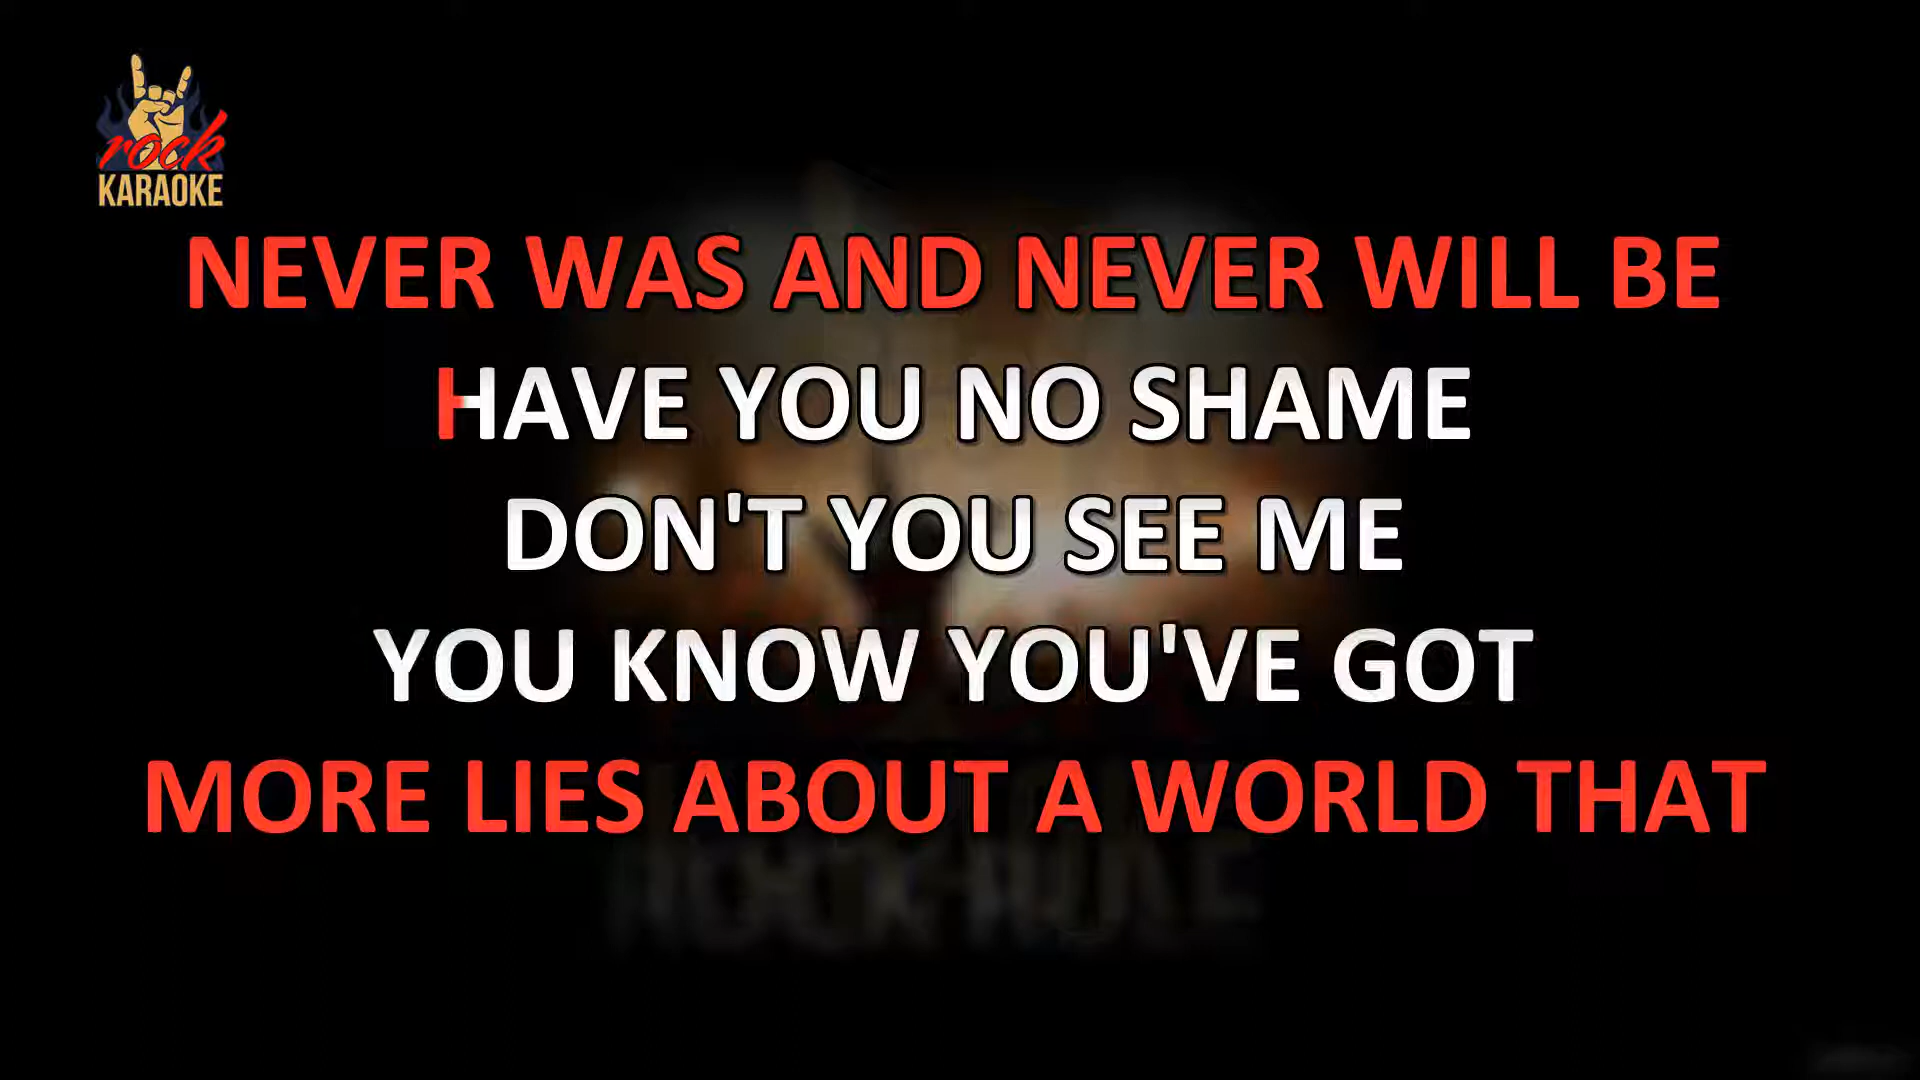 rock
KARAOKE
NEVER WAS AND NEVER WILL BE
HAVE YOU NO SHAME
DON'T YOU SEE ME
YOU KNOW YOU'VE GOT
MORE LIES ABOUT A WORLD THAT